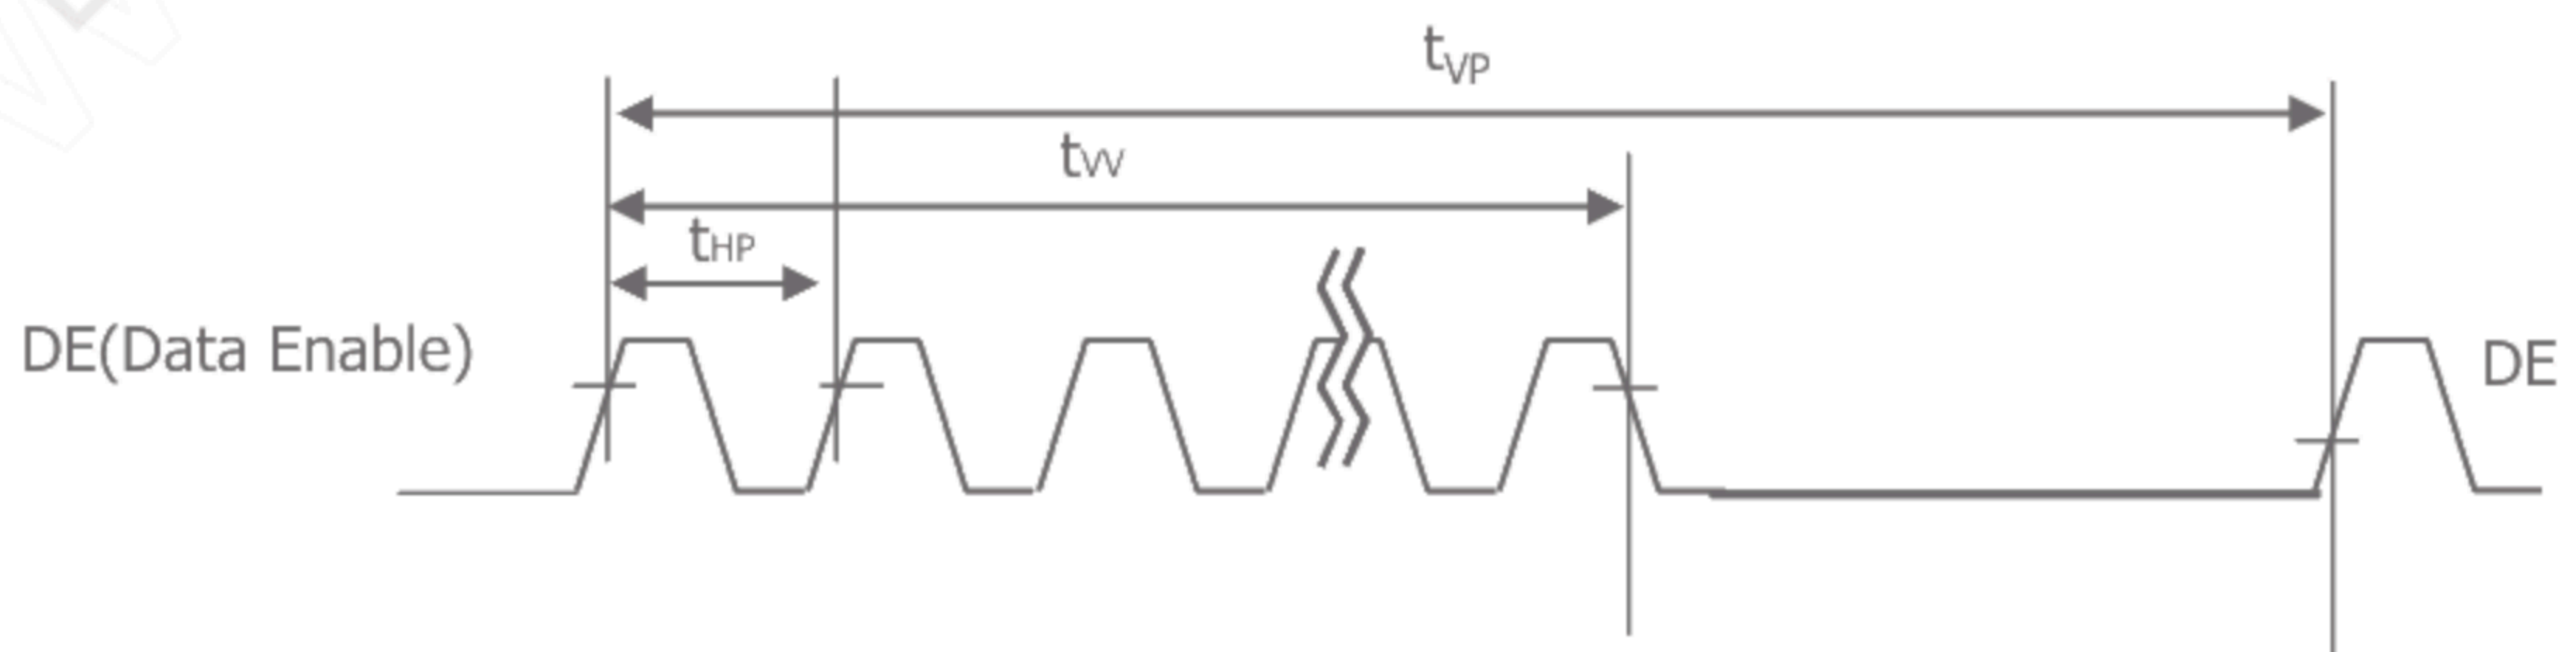 tVP
tVV
tHP
DE(Data Enable)
DE